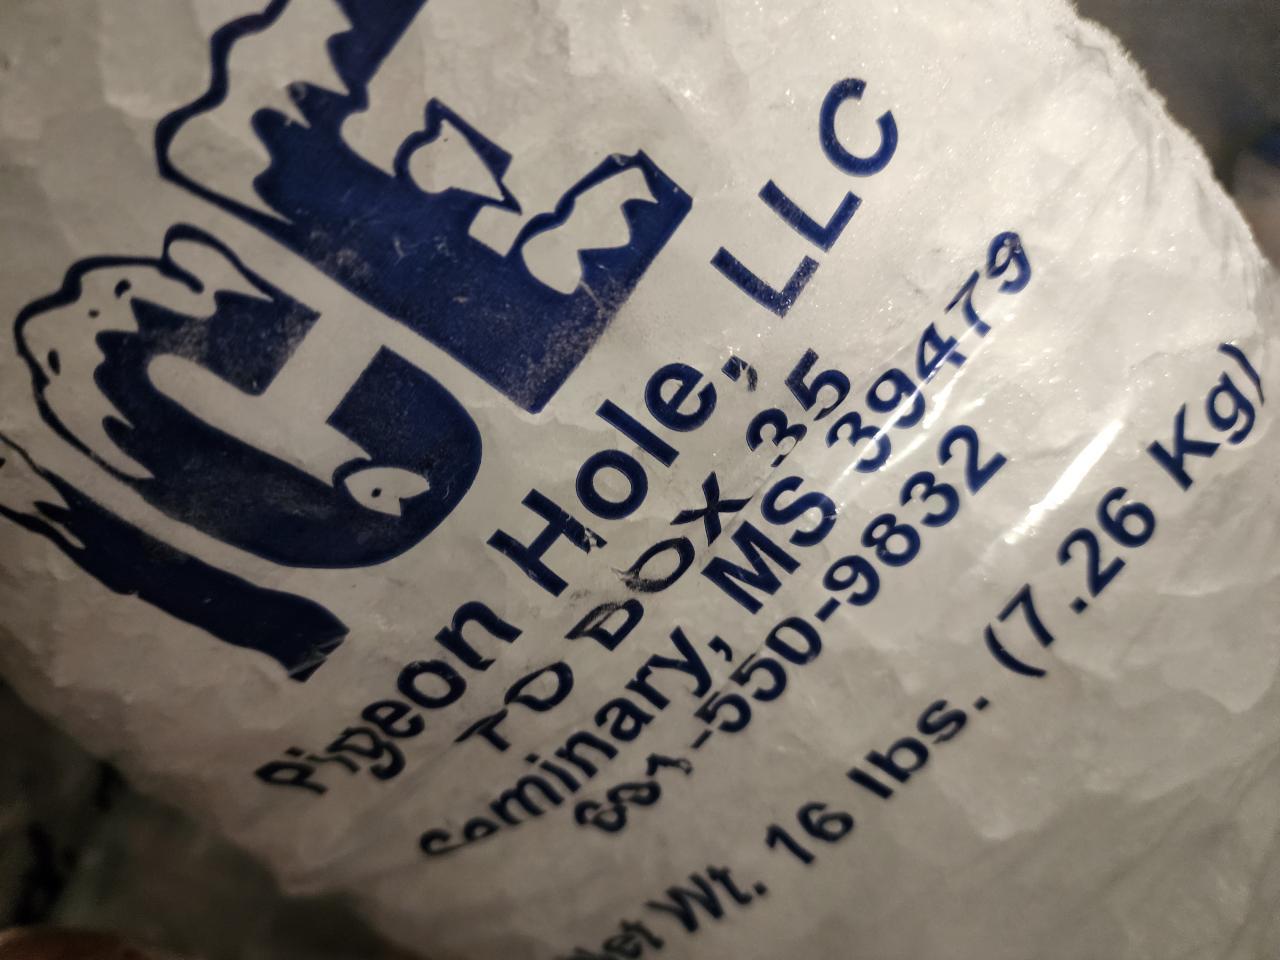 ICE
Pigeon Hole, LLC
PO BOX 35
Seminary, MS 39479
601-550-9832
Net Wt. 16 lbs. (7.26 Kg)